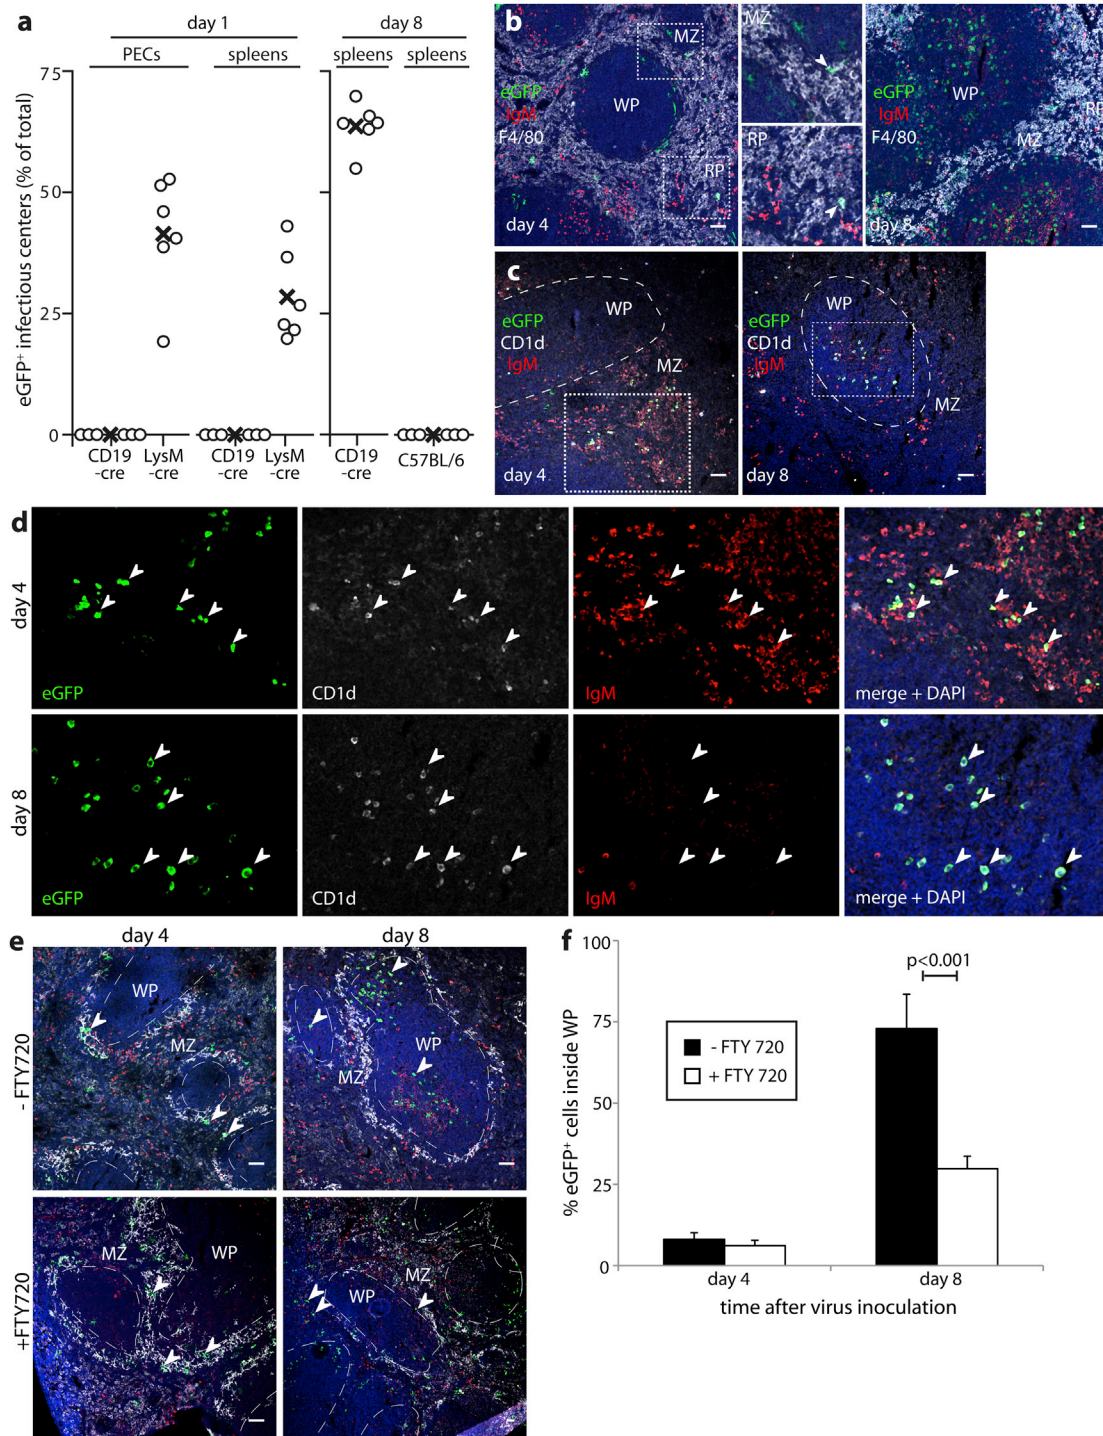 a
day 1
day 8
PECs
spleens
spleens
spleens
eGFP⁺ infectious centers (% of total)
75
50
25
0
CD19
-cre
LysM
-cre
CD19
-cre
LysM
-cre
CD19
-cre
C57BL/6
b
eGFP
IgM
F4/80
WP
MZ
RP
day 4
MZ
RP
eGFP
IgM
F4/80
WP
MZ
RP
day 8
c
eGFP
CD1d
IgM
WP
MZ
day 4
eGFP
CD1d
IgM
WP
MZ
day 8
d
day 4
eGFP
CD1d
IgM
merge + DAPI
day 8
eGFP
CD1d
IgM
merge + DAPI
e
day 4
day 8
- FTY720
WP
MZ
WP
MZ
+FTY720
MZ
WP
MZ
WP
f
% eGFP⁺ cells inside WP
100
75
50
25
0
p<0.001
- FTY 720
+ FTY 720
day 4
day 8
time after virus inoculation